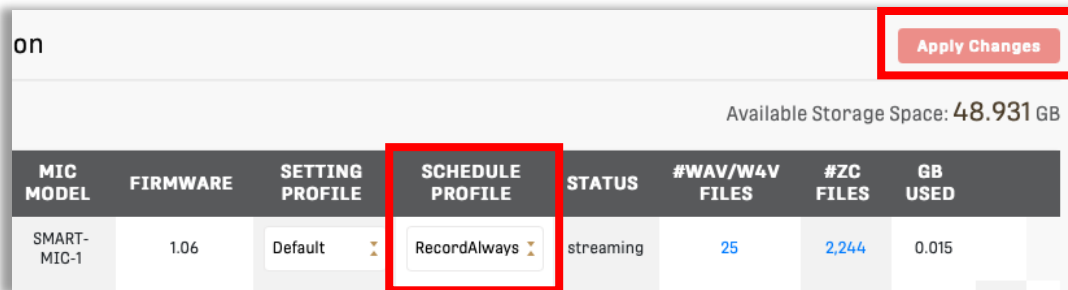 on
Apply Changes
Available Storage Space: 48.931 GB
MIC MODEL FIRMWARE SETTING PROFILE SCHEDULE PROFILE STATUS #WAV/W4V FILES #ZC FILES GB USED
SMART-MIC-1 1.06 Default RecordAlways streaming 25 2,244 0.015